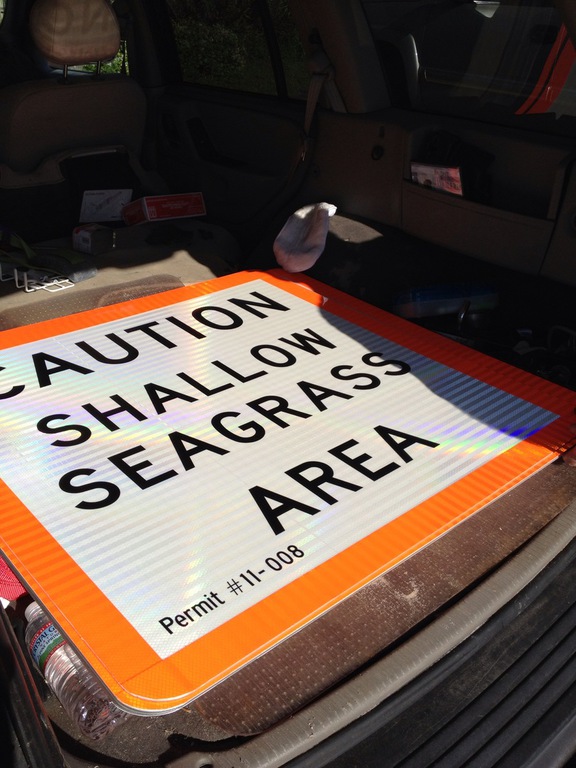 CAUTION
SHALLOW
SEAGRASS
AREA
Permit #11-008